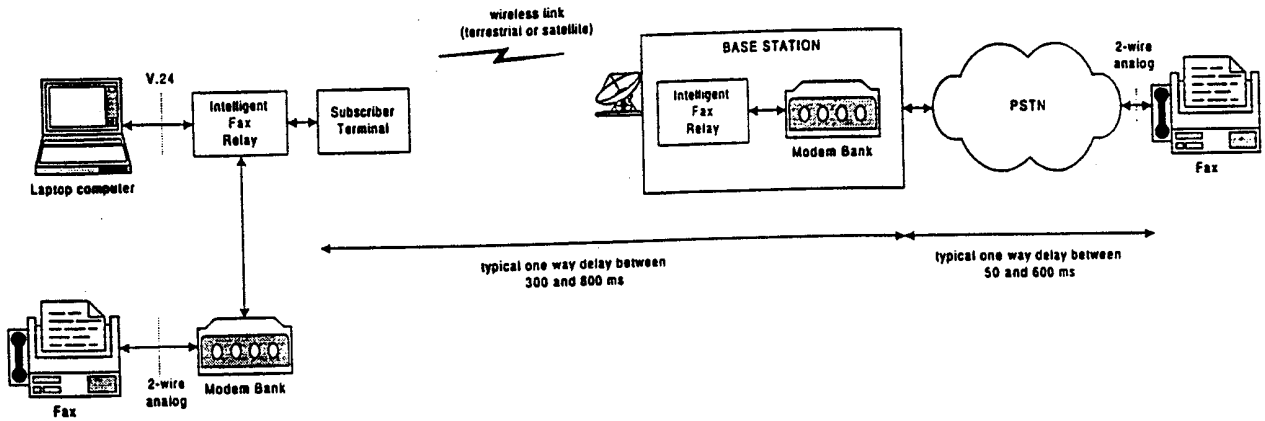 wireless link
(terrestrial or satellite)
BASE STATION
2-wire
analog
V.24
Intelligent
Fax
Relay
Subscriber
Terminal
Intelligent
Fax
Relay
Modem Bank
PSTN
Fax
Laptop computer
typical one way delay between
300 and 800 ms
typical one way delay between
50 and 600 ms
2-wire
analog
Modem Bank
Fax